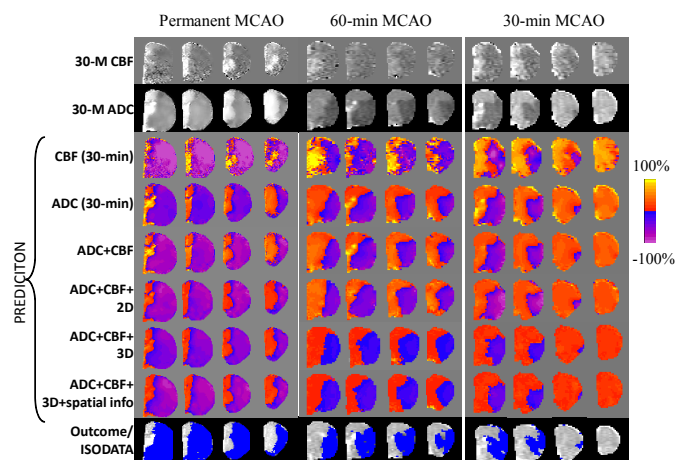 Permanent MCAO 60-min MCAO 30-min MCAO
30-M CBF
30-M ADC
PREDICITON
CBF (30-min)
ADC (30-min)
ADC+CBF
ADC+CBF+
2D
ADC+CBF+
3D
ADC+CBF+
3D+spatial info
Outcome/
ISODATA
100%
-100%